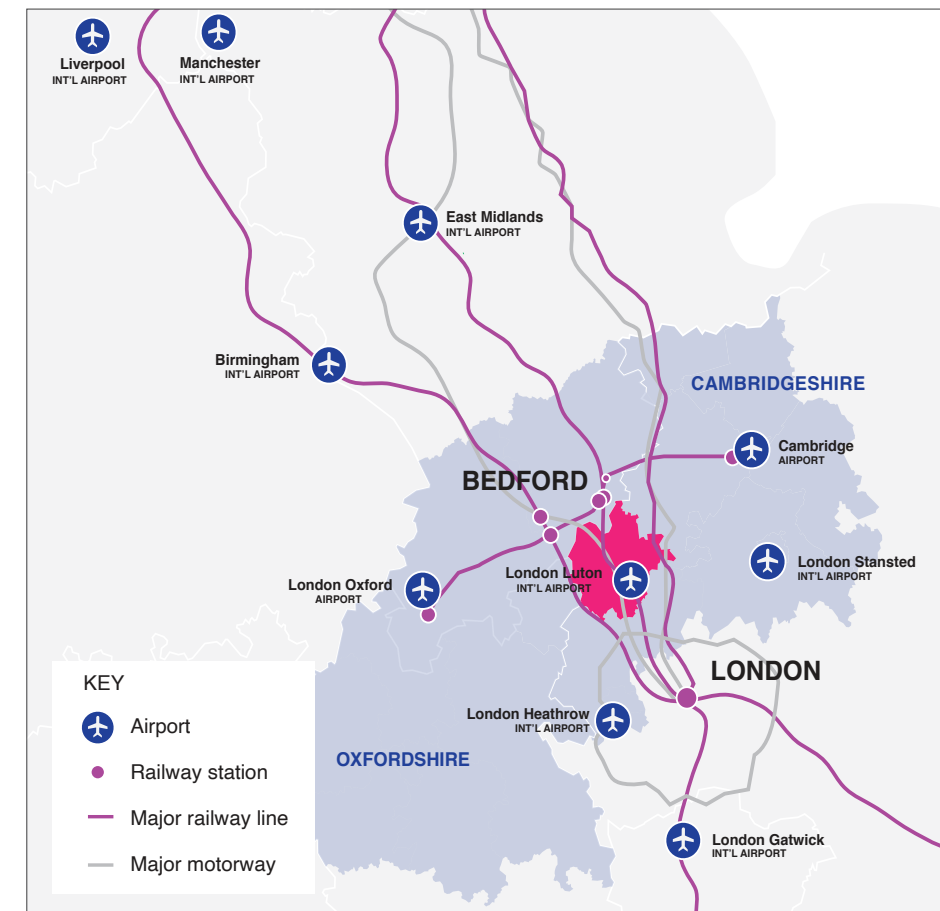 Liverpool
INT'L AIRPORT
Manchester
INT'L AIRPORT
East Midlands
INT'L AIRPORT
Birmingham
INT'L AIRPORT
CAMBRIDGESHIRE
Cambridge
AIRPORT
BEDFORD
London Stansted
INT'L AIRPORT
London Luton
INT'L AIRPORT
London Oxford
AIRPORT
LONDON
London Heathrow
INT'L AIRPORT
OXFORDSHIRE
London Gatwick
INT'L AIRPORT
KEY
Airport
Railway station
Major railway line
Major motorway